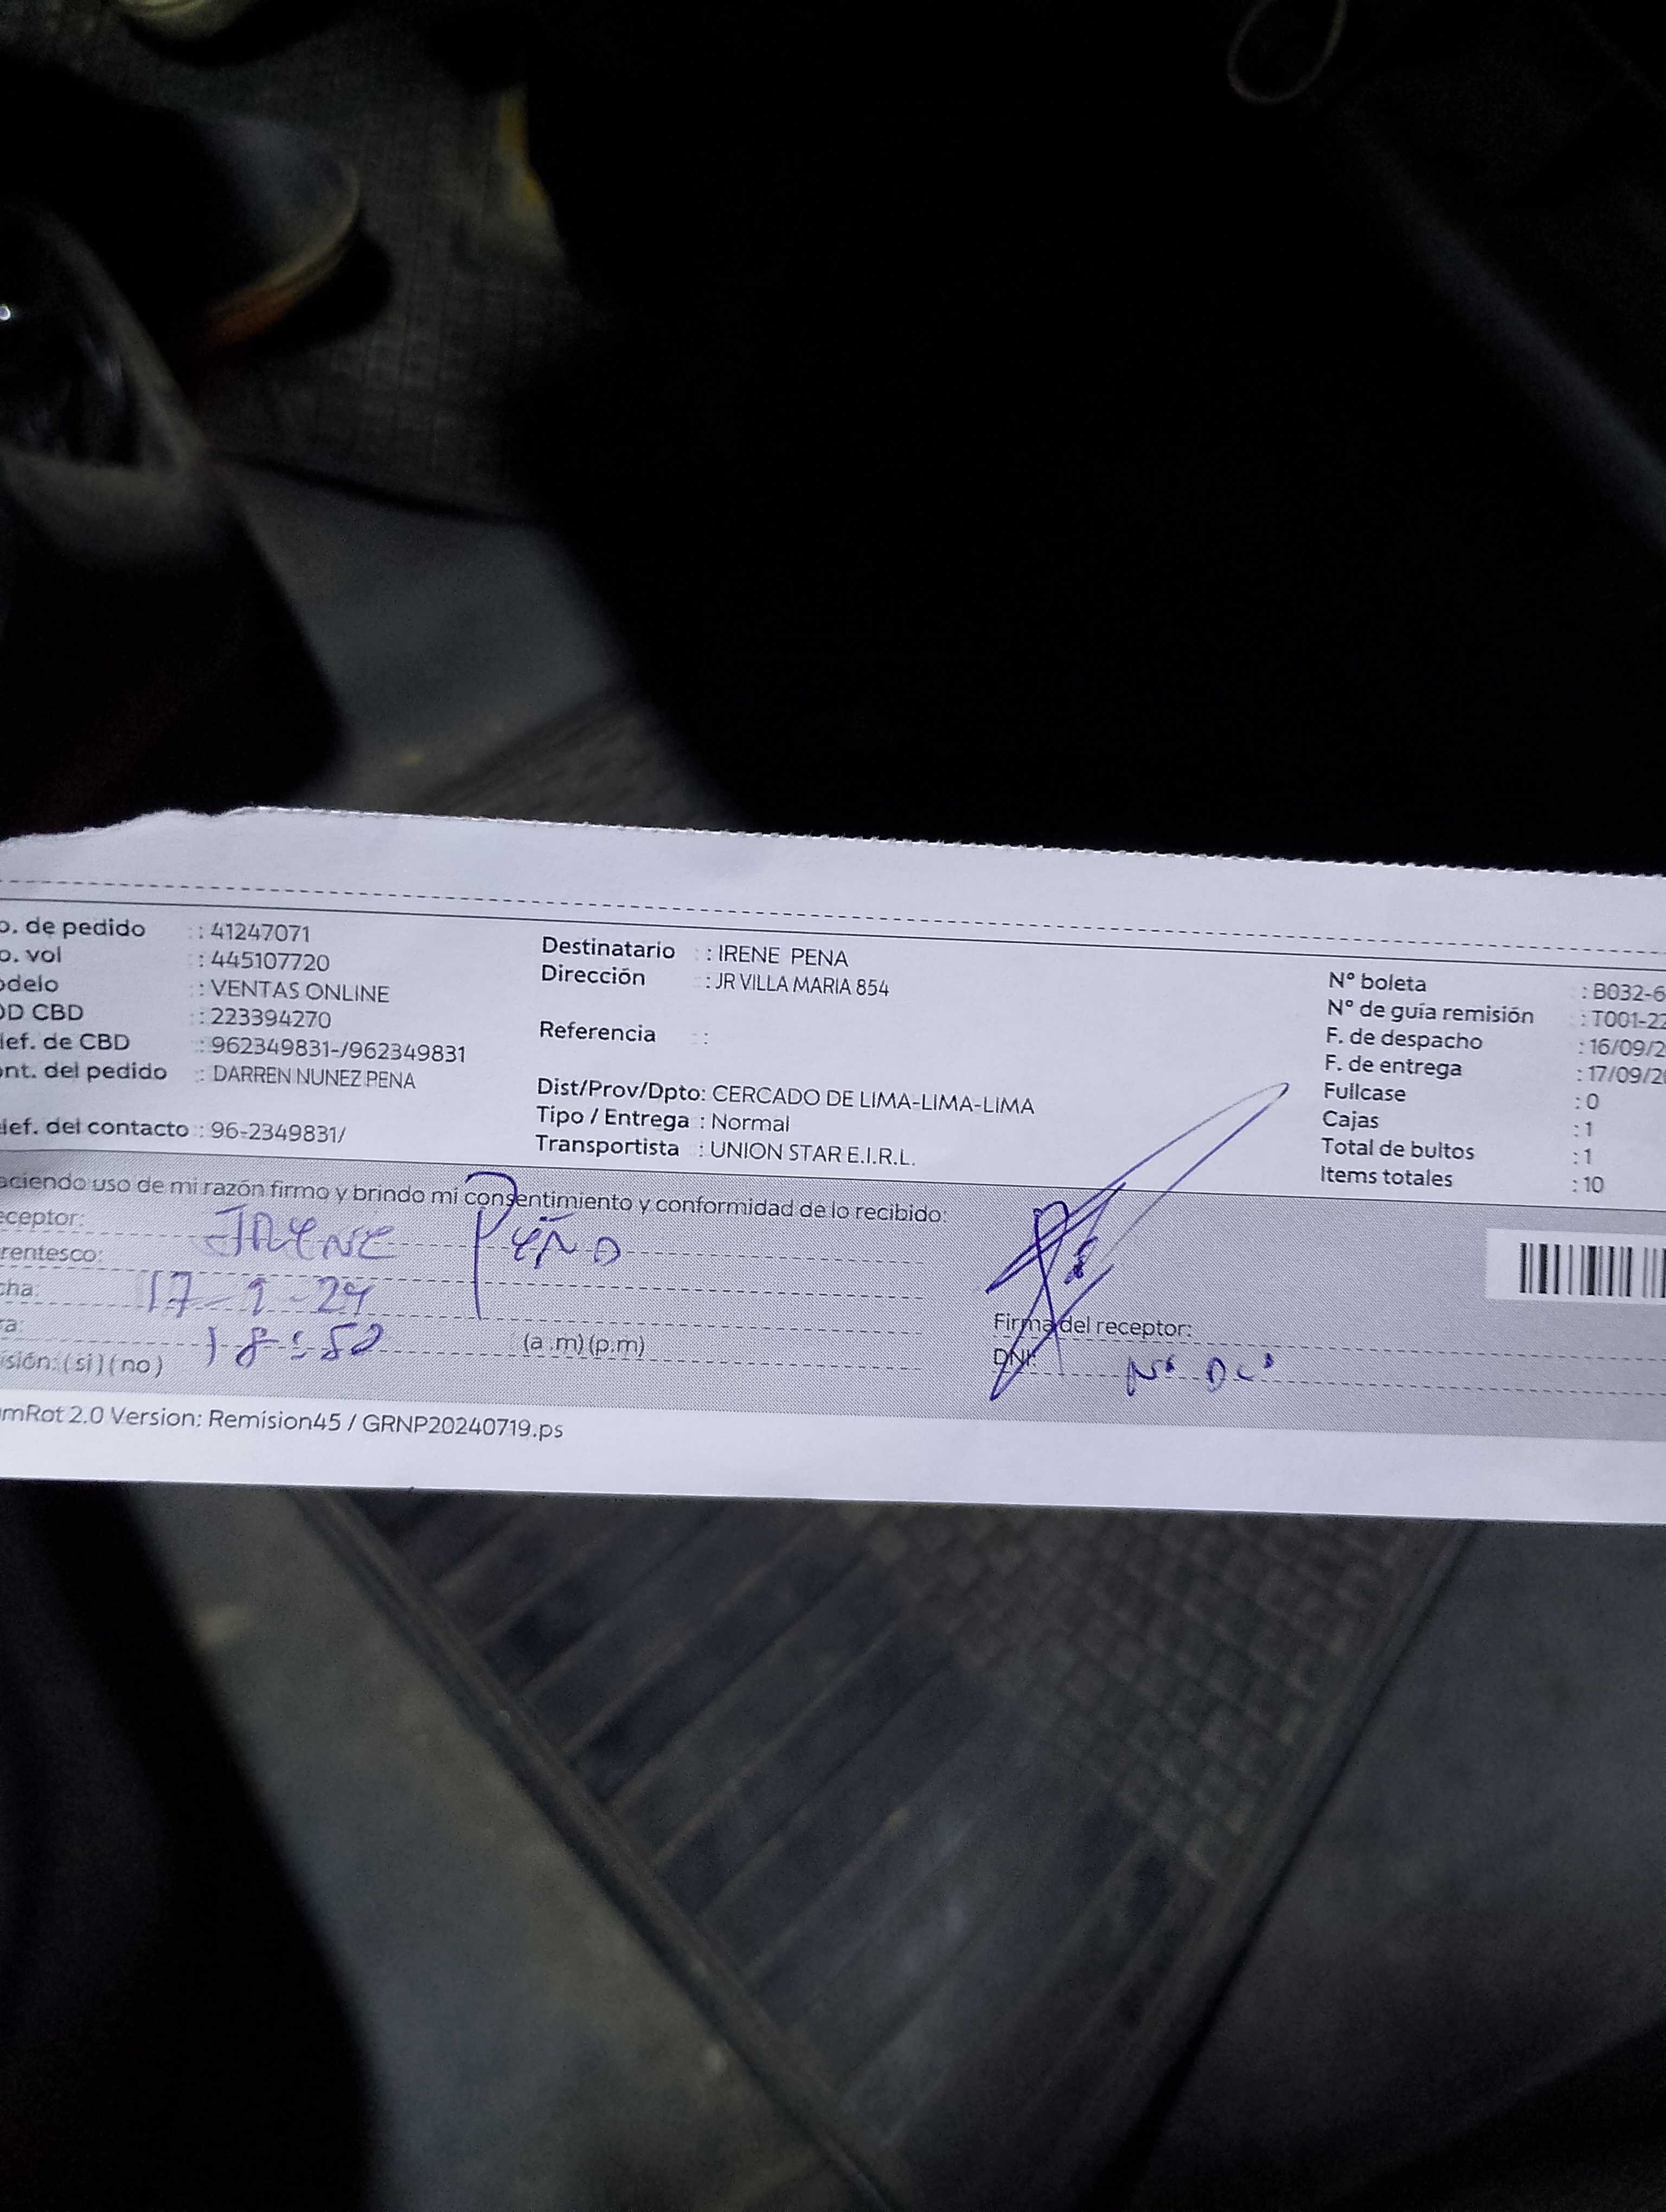 o. de pedido : 41247071
o. vol : 445107720
odelo : VENTAS ONLINE
OD CBD : 223394270
lef. de CBD : 962349831-/962349831
ont. del pedido : DARREN NUNEZ PENA
lef. del contacto : 96-2349831/
Destinatario : IRENE PENA
Dirección : JR VILLA MARIA 854
Referencia :
Dist/Prov/Dpto: CERCADO DE LIMA-LIMA-LIMA
Tipo / Entrega : Normal
Transportista : UNION STAR E.I.R.L.
N° boleta : B032-6
N° de guía remisión : T001-22
F. de despacho : 16/09/2
F. de entrega : 17/09/20
Fullcase : 0
Cajas : 1
Total de bultos : 1
Items totales : 10
aciendo uso de mi razón firmo y brindo mi consentimiento y conformidad de lo recibido:
eceptor: Irene Peña
rentesco:
cha: 17-9-24
ra: 18:50 (a.m)(p.m)
isión: (si) (no)
Firma del receptor:
DNI:
mRot 2.0 Version: Remision45 / GRNP20240719.ps